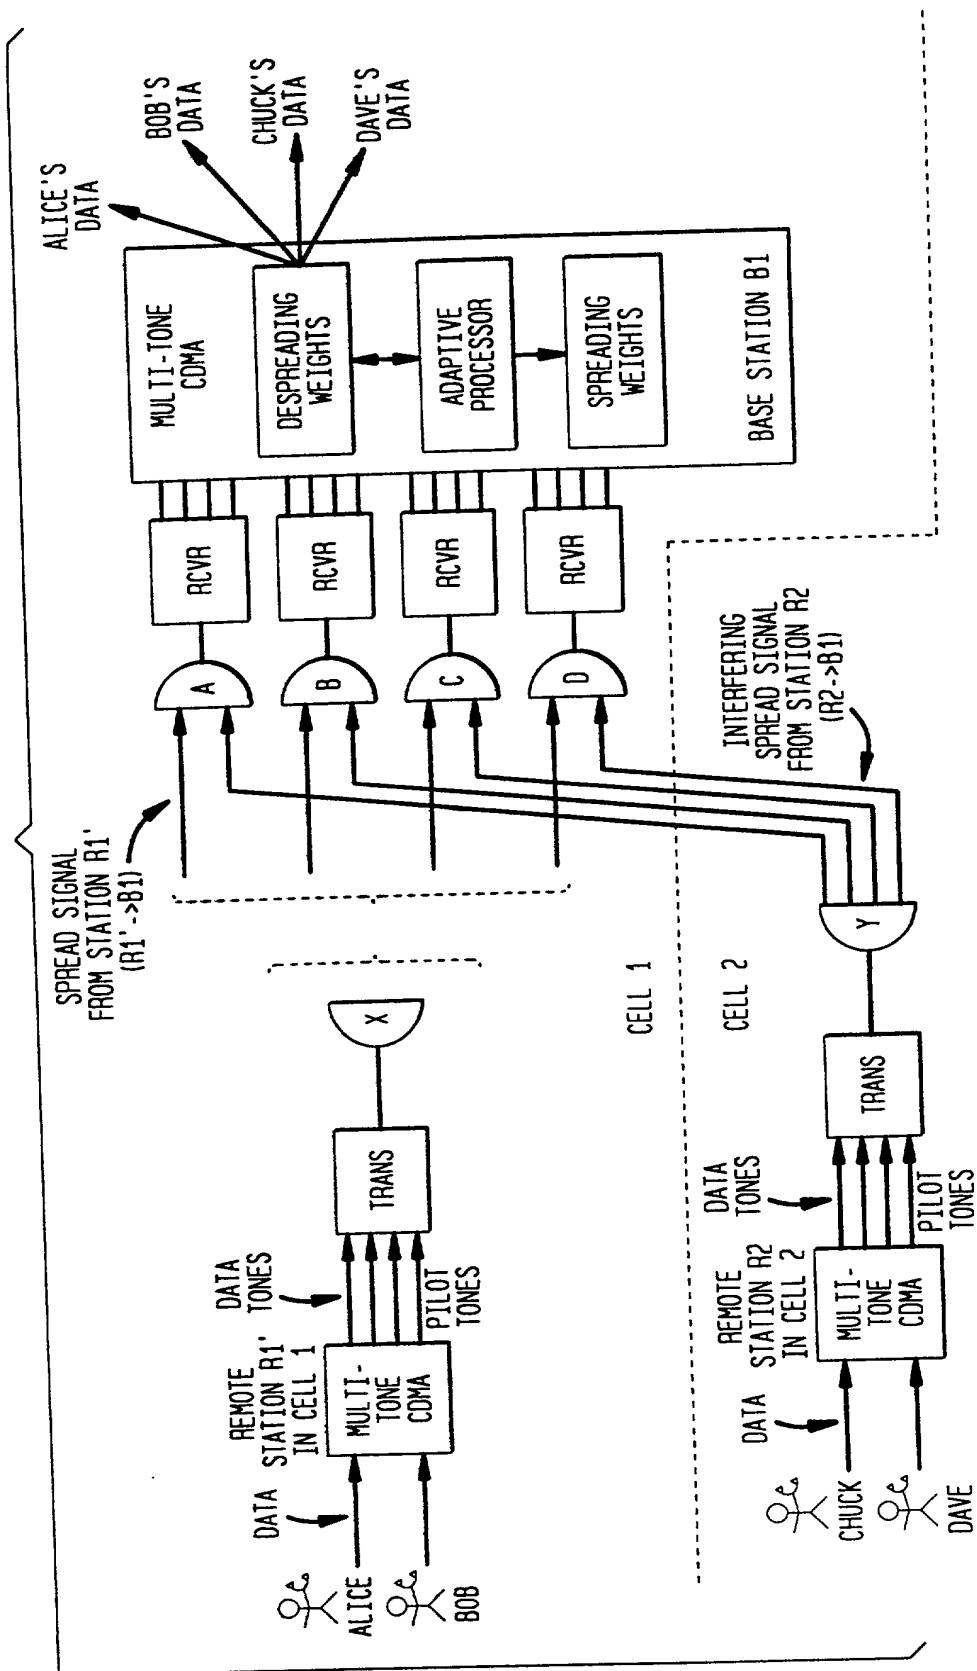 ALICE'S
DATA
BOB'S
DATA
CHUCK'S
DATA
DAVE'S
DATA
MULTI-TONE
CDMA
DESPREADING
WEIGHTS
ADAPTIVE
PROCESSOR
SPREADING
WEIGHTS
BASE STATION B1
RCVR
RCVR
RCVR
RCVR
A
B
C
D
SPREAD SIGNAL
FROM STATION R1'
(R1'->B1)
INTERFERING
SPREAD SIGNAL
FROM STATION R2
(R2->B1)
X
CELL 1
CELL 2
Y
TRANS
DATA
TONES
PILOT
TONES
REMOTE
STATION R1'
IN CELL 1
MULTI-
TONE
CDMA
DATA
ALICE
BOB
TRANS
DATA
TONES
PILOT
TONES
REMOTE
STATION R2
IN CELL 2
MULTI-
TONE
CDMA
DATA
CHUCK
DAVE